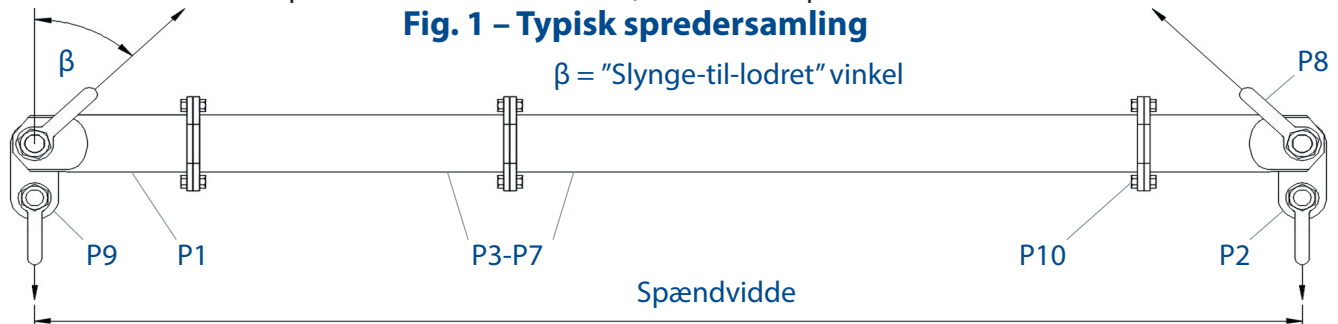 Fig. 1 – Typisk spredersamling
β = ”Slynge-til-lodret” vinkel
β
P8
P9
P1
P3-P7
P10
P2
Spændvidde